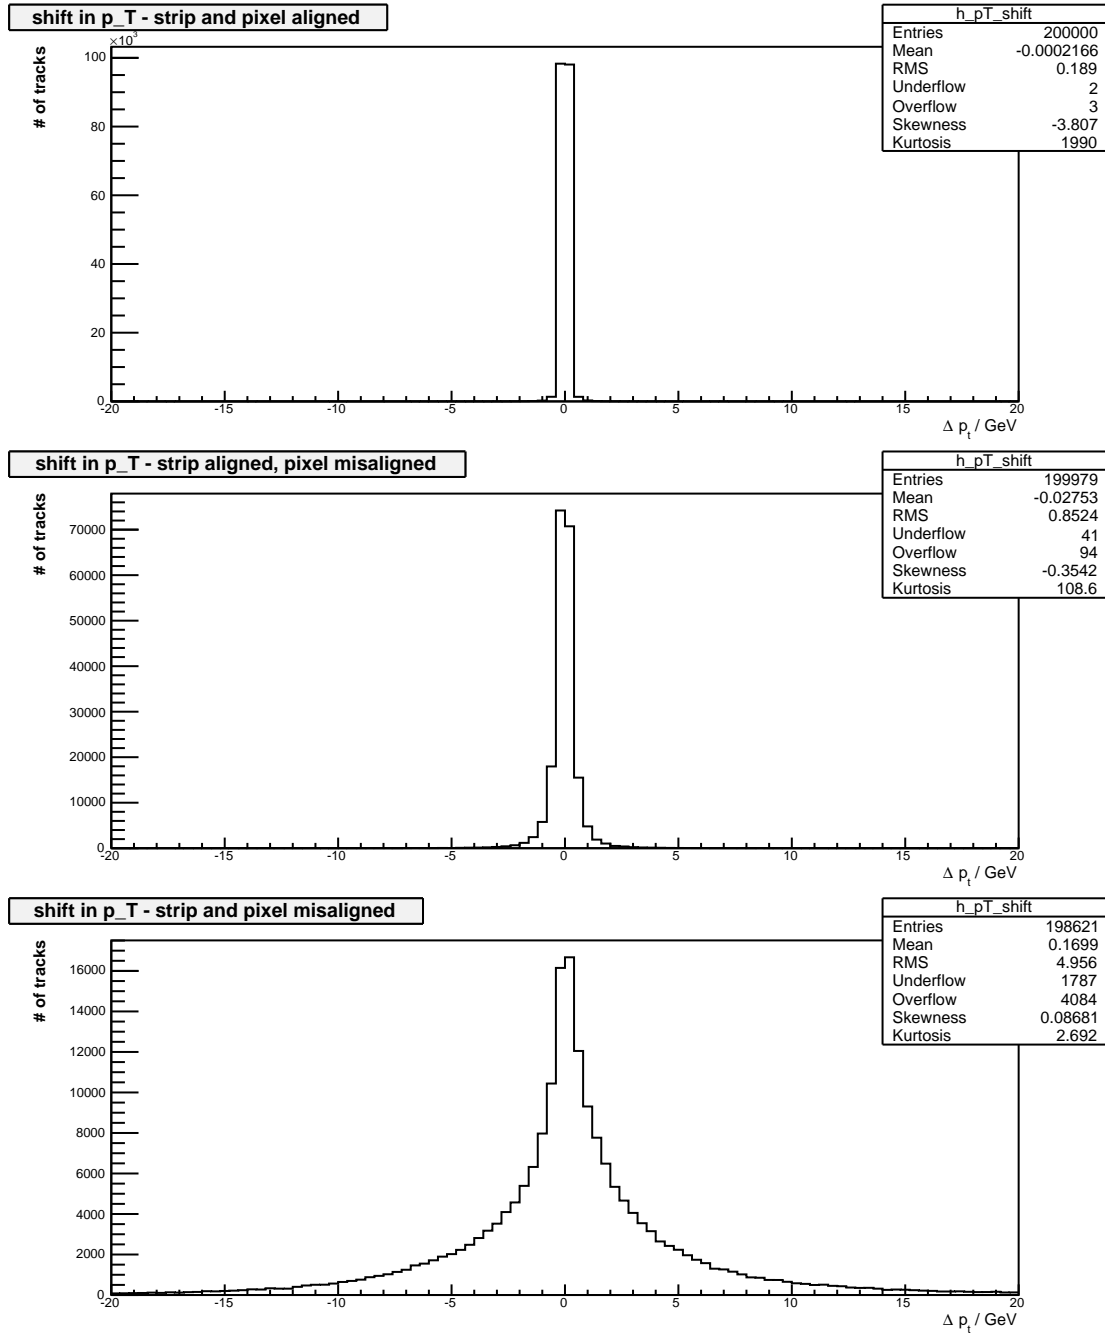 shift in p_T - strip and pixel aligned
h_pT_shift
Entries 200000
Mean -0.0002166
RMS 0.189
Underflow 2
Overflow 3
Skewness -3.807
Kurtosis 1990
×10³
# of tracks
100
80
60
40
20
0
-20 -15 -10 -5 0 5 10 15 20
Δ p_t / GeV
shift in p_T - strip aligned, pixel misaligned
h_pT_shift
Entries 199979
Mean -0.02753
RMS 0.8524
Underflow 41
Overflow 94
Skewness -0.3542
Kurtosis 108.6
# of tracks
70000
60000
50000
40000
30000
20000
10000
0
-20 -15 -10 -5 0 5 10 15 20
Δ p_t / GeV
shift in p_T - strip and pixel misaligned
h_pT_shift
Entries 198621
Mean 0.1699
RMS 4.956
Underflow 1787
Overflow 4084
Skewness 0.08681
Kurtosis 2.692
# of tracks
16000
14000
12000
10000
8000
6000
4000
2000
0
-20 -15 -10 -5 0 5 10 15 20
Δ p_t / GeV